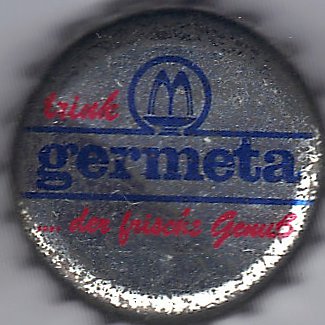 trink
germeta
.... der frische Genuß